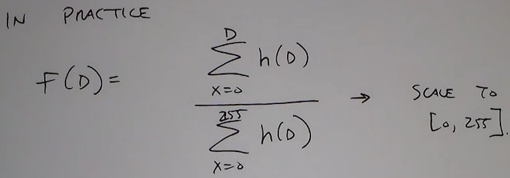 IN PRACTICE
D
∑ h(D)
x=0
F(D)= → SCALE TO
255
∑ h(D)
x=0
[0, 255].